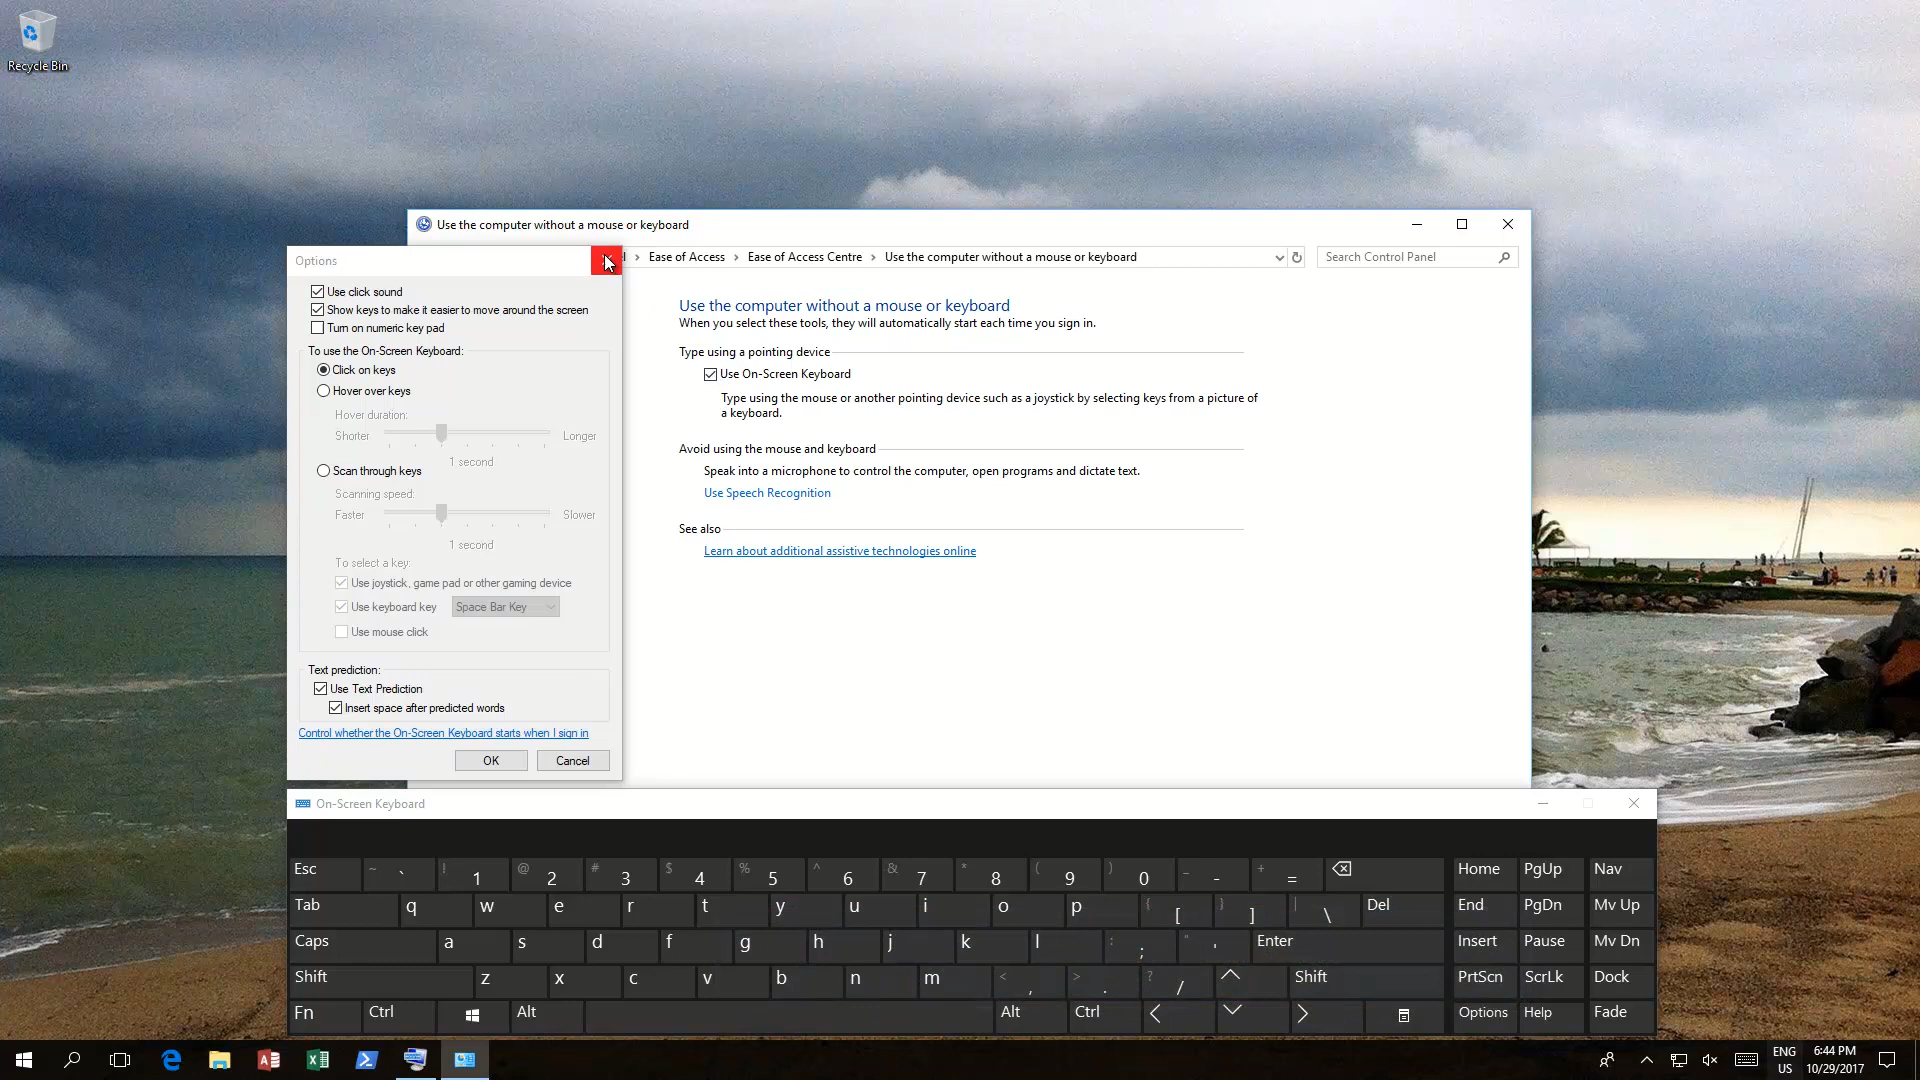 Recycle Bin
Use the computer without a mouse or keyboard
Ease of Access > Ease of Access Centre > Use the computer without a mouse or keyboard
Search Control Panel
Options
Use click sound
Show keys to make it easier to move around the screen
Turn on numeric key pad
To use the On-Screen Keyboard:
Click on keys
Hover over keys
Hover duration:
Shorter Longer
1 second
Scan through keys
Scanning speed:
Faster Slower
1 second
To select a key:
Use joystick, game pad or other gaming device
Use keyboard key Space Bar Key
Use mouse click
Text prediction:
Use Text Prediction
Insert space after predicted words
Control whether the On-Screen Keyboard starts when I sign in
OK Cancel
Use the computer without a mouse or keyboard
When you select these tools, they will automatically start each time you sign in.
Type using a pointing device
Use On-Screen Keyboard
Type using the mouse or another pointing device such as a joystick by selecting keys from a picture of
a keyboard.
Avoid using the mouse and keyboard
Speak into a microphone to control the computer, open programs and dictate text.
Use Speech Recognition
See also
Learn about additional assistive technologies online
On-Screen Keyboard
Esc ~ ` ! 1 @ 2 # 3 $ 4 % 5 ^ 6 & 7 * 8 ( 9 ) 0 _ - + = Home PgUp Nav
Tab q w e r t y u i o p { [ } ] | \ Del End PgDn Mv Up
Caps a s d f g h j k l : ; " ' Enter Insert Pause Mv Dn
Shift z x c v b n m < , > . ? / Shift PrtScn ScrLk Dock
Fn Ctrl Alt Alt Ctrl Options Help Fade
ENG
US
6:44 PM
10/29/2017